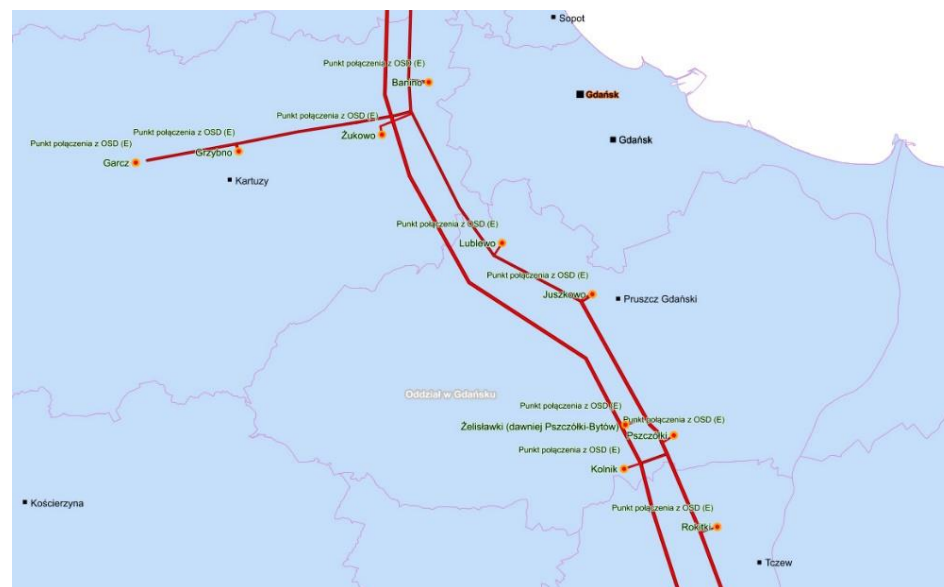 Sopot
Punkt połączenia z OSD (E)
Banino
Gdańsk
Punkt połączenia z OSD (E)
Żukowo
Punkt połączenia z OSD (E)
Grzybno
Gdańsk
Punkt połączenia z OSD (E)
Garcz
Kartuzy
Punkt połączenia z OSD (E)
Lublewo
Punkt połączenia z OSD (E)
Juszkowo
Pruszcz Gdański
Oddział w Gdańsku
Punkt połączenia z OSD (E)
Żelisławki (dawniej Pszczółki-Bytów)
Punkt połączenia z OSD (E)
Pszczółki
Punkt połączenia z OSD (E)
Kolnik
Kościerzyna
Punkt połączenia z OSD (E)
Rokitki
Tczew